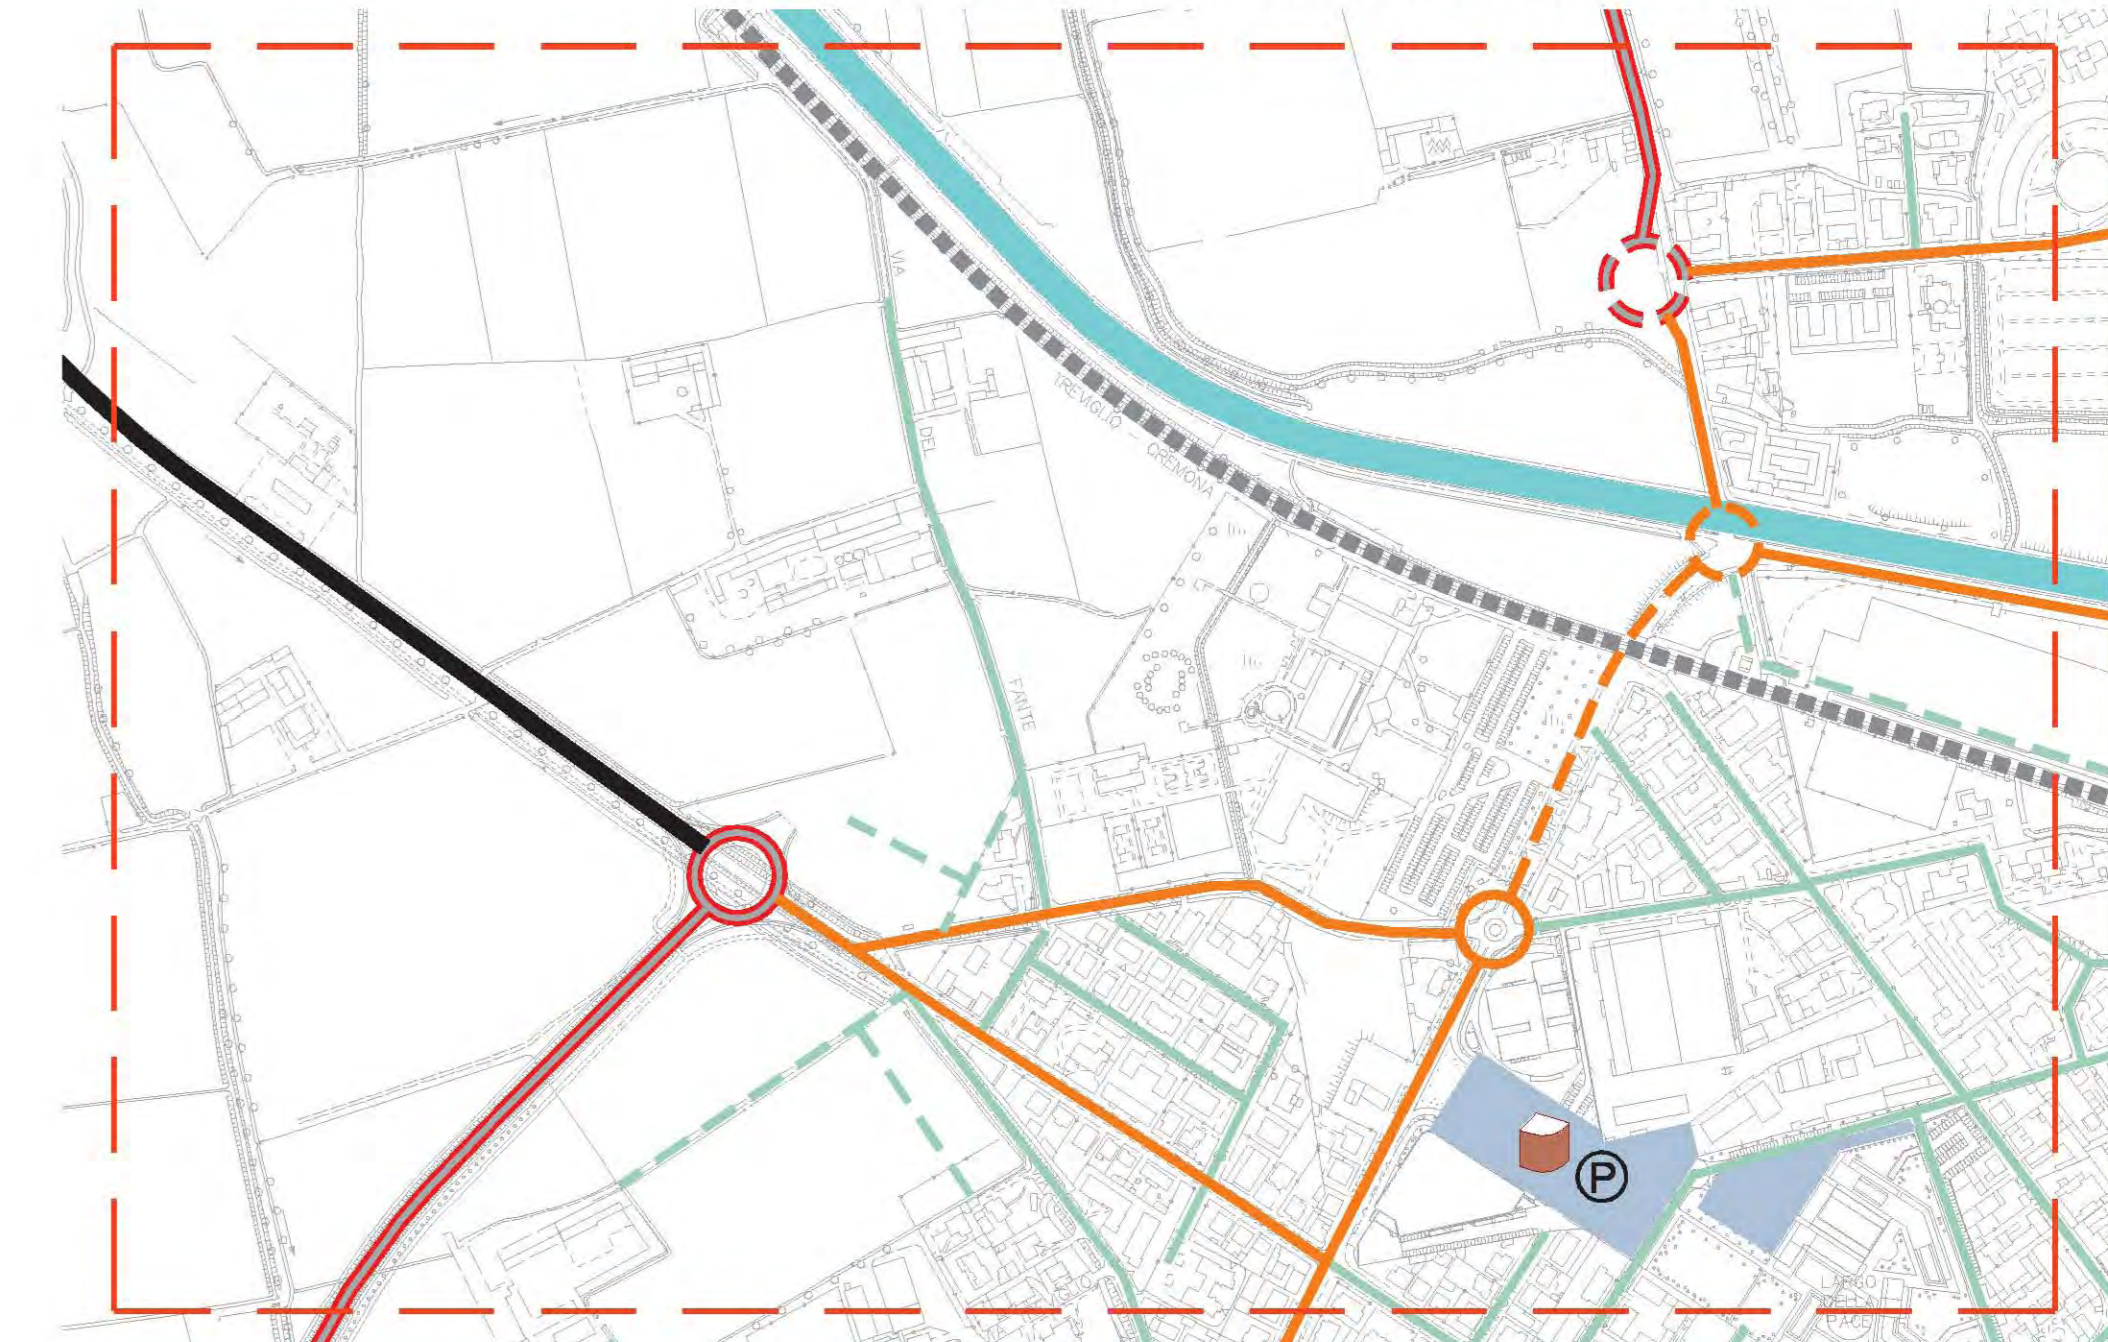 VIA
DEL
FANTE
TREVIGLIO - CREMONA
P
LARGO
DELLA
PACE